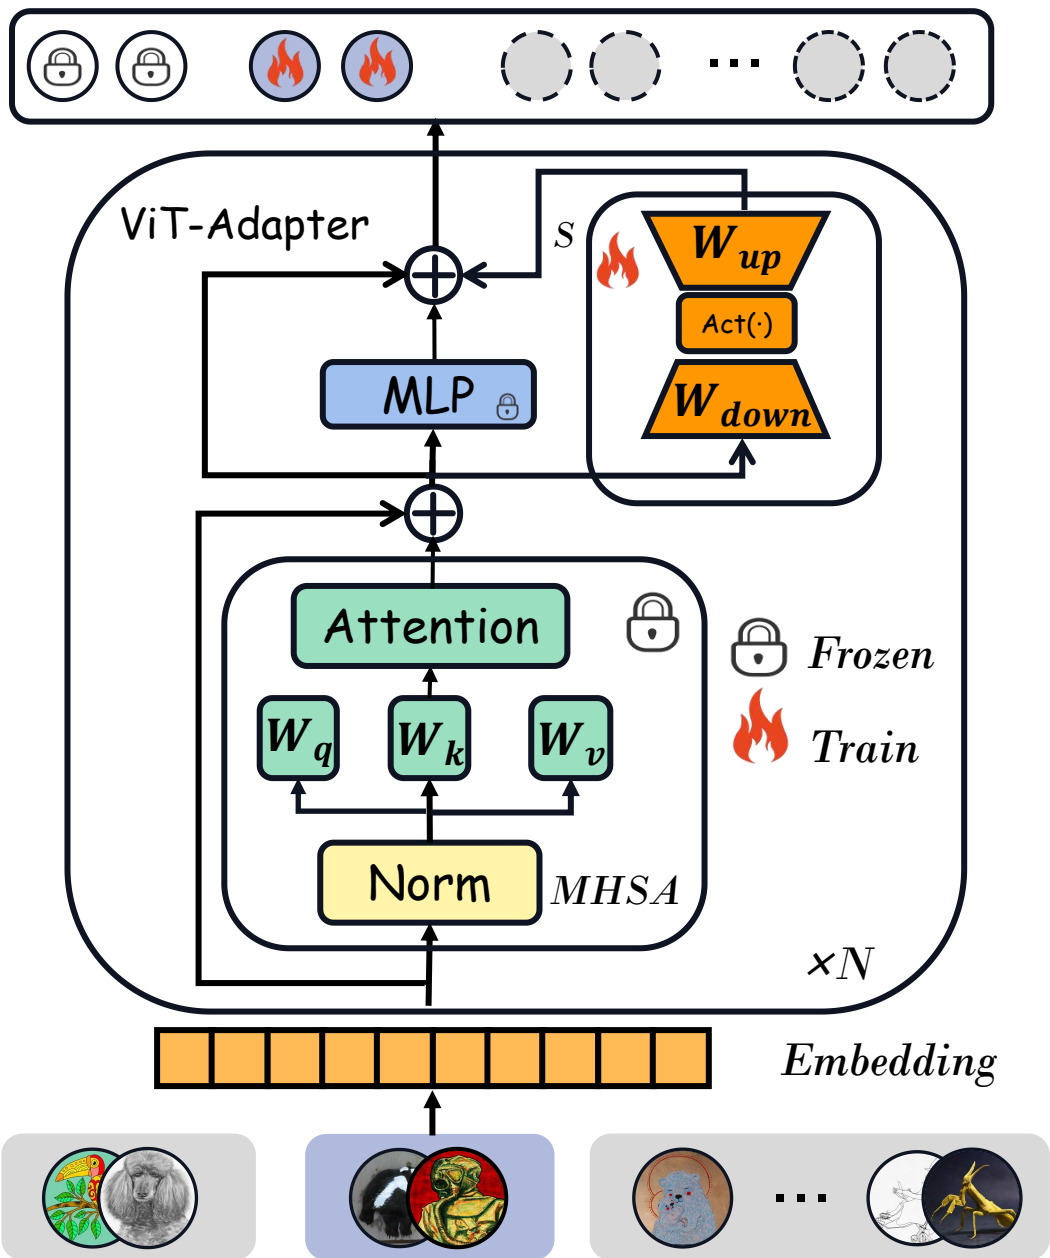 ViT-Adapter
S
W_up
Act(·)
W_down
MLP
Attention
W_q W_k W_v
Norm
MHSA
Frozen
Train
×N
Embedding